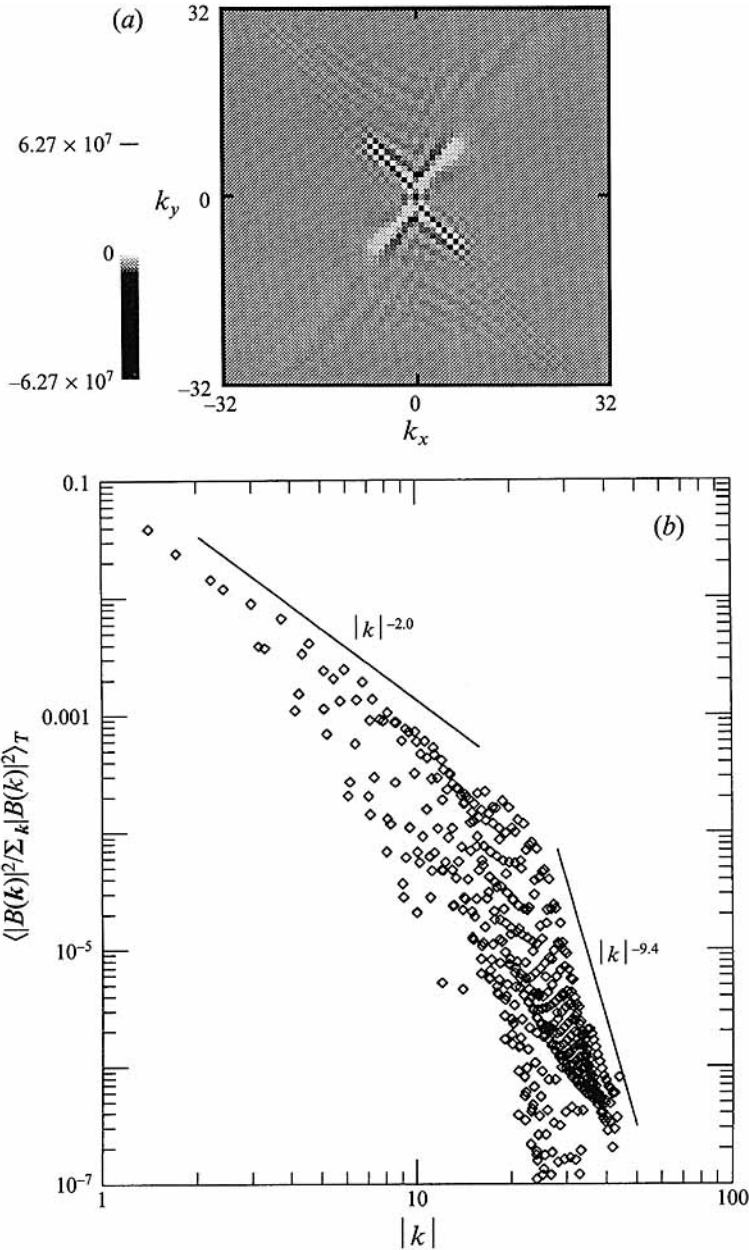 (a)
32
6.27 × 10⁷
k_y
0
0
−6.27 × 10⁷
−32
−32
0
32
k_x
0.1
(b)
|k|⁻²·⁰
0.001
⟨|B(k)|²/Σ_k|B(k)|²⟩_T
10⁻⁵
|k|⁻⁹·⁴
10⁻⁷
1
10
100
|k|